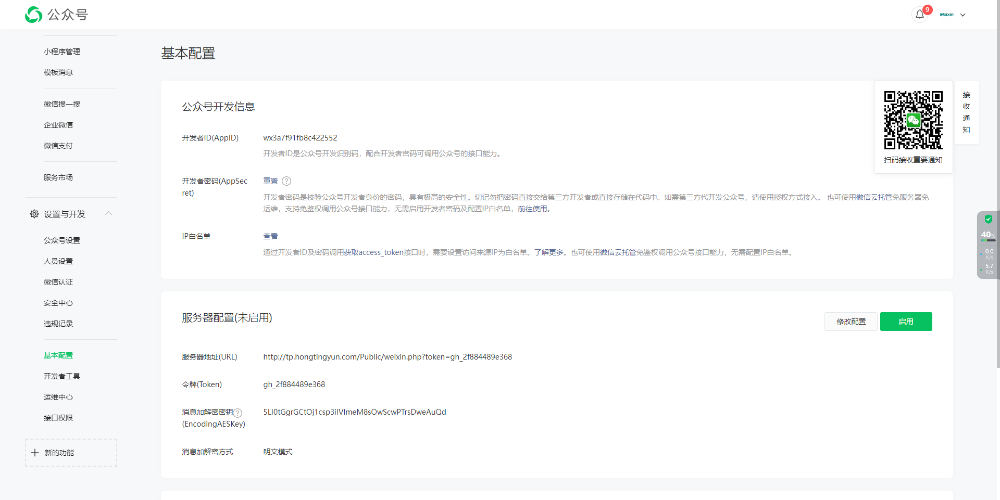 公众号
9
Maixin
小程序管理
模板消息
微信搜一搜
企业微信
微信支付
服务市场
设置与开发
公众号设置
人员设置
微信认证
安全中心
违规记录
基本配置
开发者工具
运维中心
接口权限
新的功能
基本配置
公众号开发信息
开发者ID(AppID)
wx3a7f91fb8c422552
开发者ID是公众号开发识别码，配合开发者密码可调用公众号的接口能力。
开发者密码(AppSec
ret)
重置 ?
开发者密码是校验公众号开发者身份的密码，具有极高的安全性。切记勿把密码直接交给第三方开发者或直接存储在代码中。如需第三方代开发公众号，请使用授权方式接入。 也可使用微信云托管免服务器免
运维，支持免鉴权调用公众号接口能力，无需启用开发者密码及配置IP白名单，前往使用。
IP白名单
查看
通过开发者ID及密码调用获取access_token接口时，需要设置访问来源IP为白名单。了解更多。也可使用微信云托管免鉴权调用公众号接口能力，无需配置IP白名单。
扫码接收重要通知
接
收
通
知
40%
0.0
K/s
5.7
K/s
服务器配置(未启用)
修改配置
启用
服务器地址(URL)
http://tp.hongtingyun.com/Public/weixin.php?token=gh_2f884489e368
令牌(Token)
gh_2f884489e368
消息加解密密钥 ?
(EncodingAESKey)
5LI0tGgrGCtOj1csp3iIVImeM8sOwScwPTrsDweAuQd
消息加解密方式
明文模式